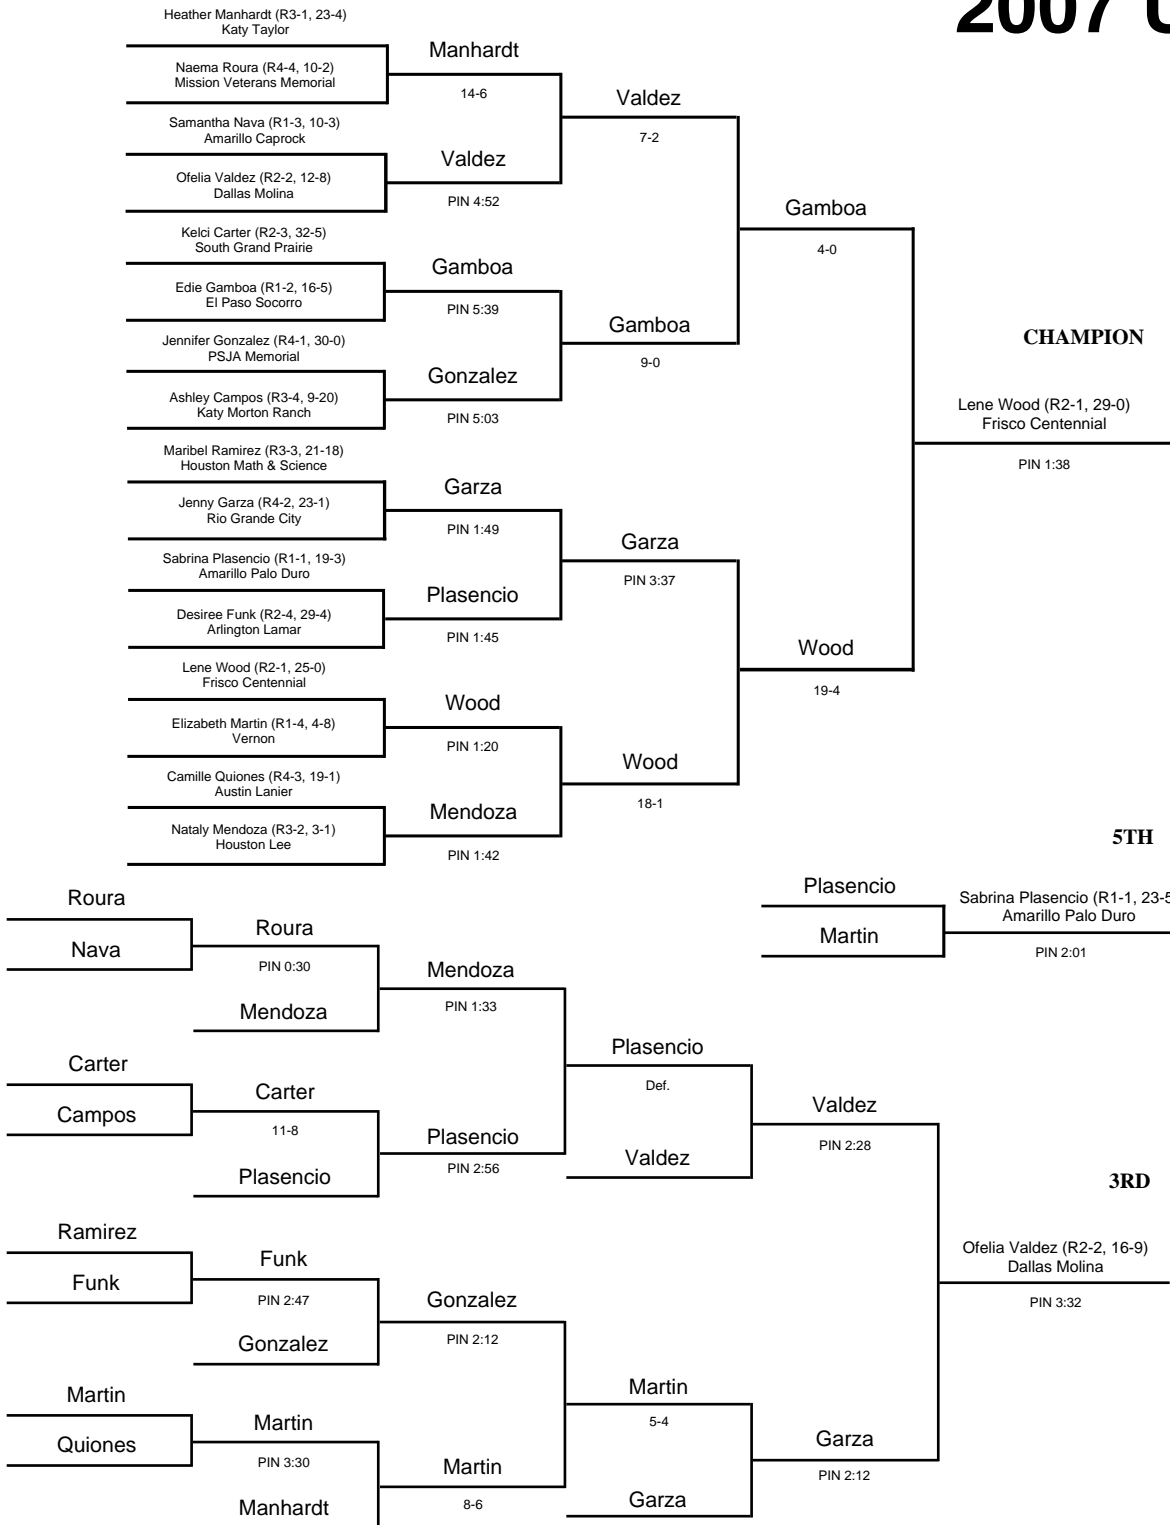 2007 U
Heather Manhardt (R3-1, 23-4)
Katy Taylor
Naema Roura (R4-4, 10-2)
Mission Veterans Memorial
Manhardt
14-6
Samantha Nava (R1-3, 10-3)
Amarillo Caprock
Ofelia Valdez (R2-2, 12-8)
Dallas Molina
Valdez
PIN 4:52
Valdez
7-2
Kelci Carter (R2-3, 32-5)
South Grand Prairie
Edie Gamboa (R1-2, 16-5)
El Paso Socorro
Gamboa
PIN 5:39
Jennifer Gonzalez (R4-1, 30-0)
PSJA Memorial
Ashley Campos (R3-4, 9-20)
Katy Morton Ranch
Gonzalez
PIN 5:03
Gamboa
9-0
Gamboa
4-0
Maribel Ramirez (R3-3, 21-18)
Houston Math & Science
Jenny Garza (R4-2, 23-1)
Rio Grande City
Garza
PIN 1:49
Sabrina Plasencio (R1-1, 19-3)
Amarillo Palo Duro
Desiree Funk (R2-4, 29-4)
Arlington Lamar
Plasencio
PIN 1:45
Garza
PIN 3:37
Lene Wood (R2-1, 25-0)
Frisco Centennial
Elizabeth Martin (R1-4, 4-8)
Vernon
Wood
PIN 1:20
Camille Quiones (R4-3, 19-1)
Austin Lanier
Nataly Mendoza (R3-2, 3-1)
Houston Lee
Mendoza
PIN 1:42
Wood
18-1
Wood
19-4
CHAMPION
Lene Wood (R2-1, 29-0)
Frisco Centennial
PIN 1:38
5TH
Plasencio
Martin
Sabrina Plasencio (R1-1, 23-5
Amarillo Palo Duro
PIN 2:01
Roura
Nava
Roura
PIN 0:30
Mendoza
Mendoza
PIN 1:33
Carter
Campos
Carter
11-8
Plasencio
Plasencio
PIN 2:56
Plasencio
Def.
Valdez
Valdez
PIN 2:28
Ramirez
Funk
Funk
PIN 2:47
Gonzalez
Gonzalez
PIN 2:12
Martin
Quiones
Martin
PIN 3:30
Manhardt
Martin
8-6
Martin
5-4
Garza
Garza
PIN 2:12
3RD
Ofelia Valdez (R2-2, 16-9)
Dallas Molina
PIN 3:32